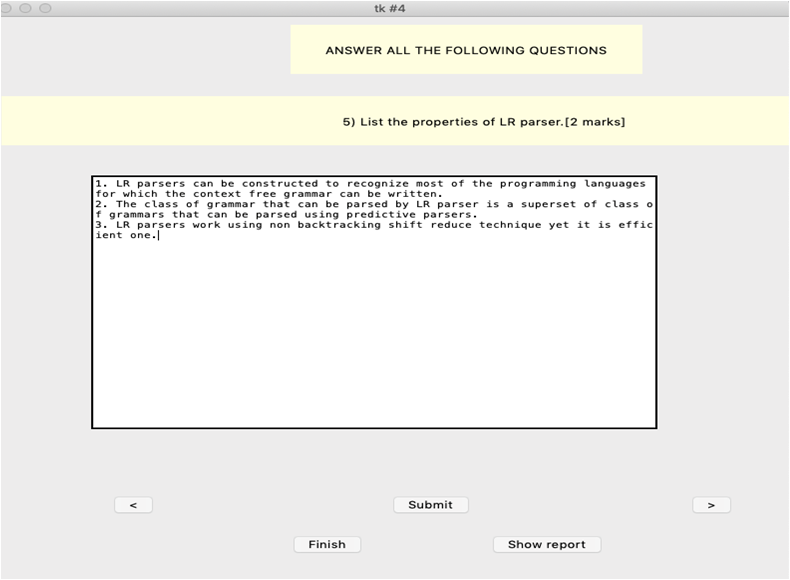 tk #4
ANSWER ALL THE FOLLOWING QUESTIONS
5) List the properties of LR parser.[2 marks]
1. LR parsers can be constructed to recognize most of the programming languages
for which the context free grammar can be written.
2. The class of grammar that can be parsed by LR parser is a superset of class o
f grammars that can be parsed using predictive parsers.
3. LR parsers work using non backtracking shift reduce technique yet it is effic
ient one.
< Submit >
Finish Show report